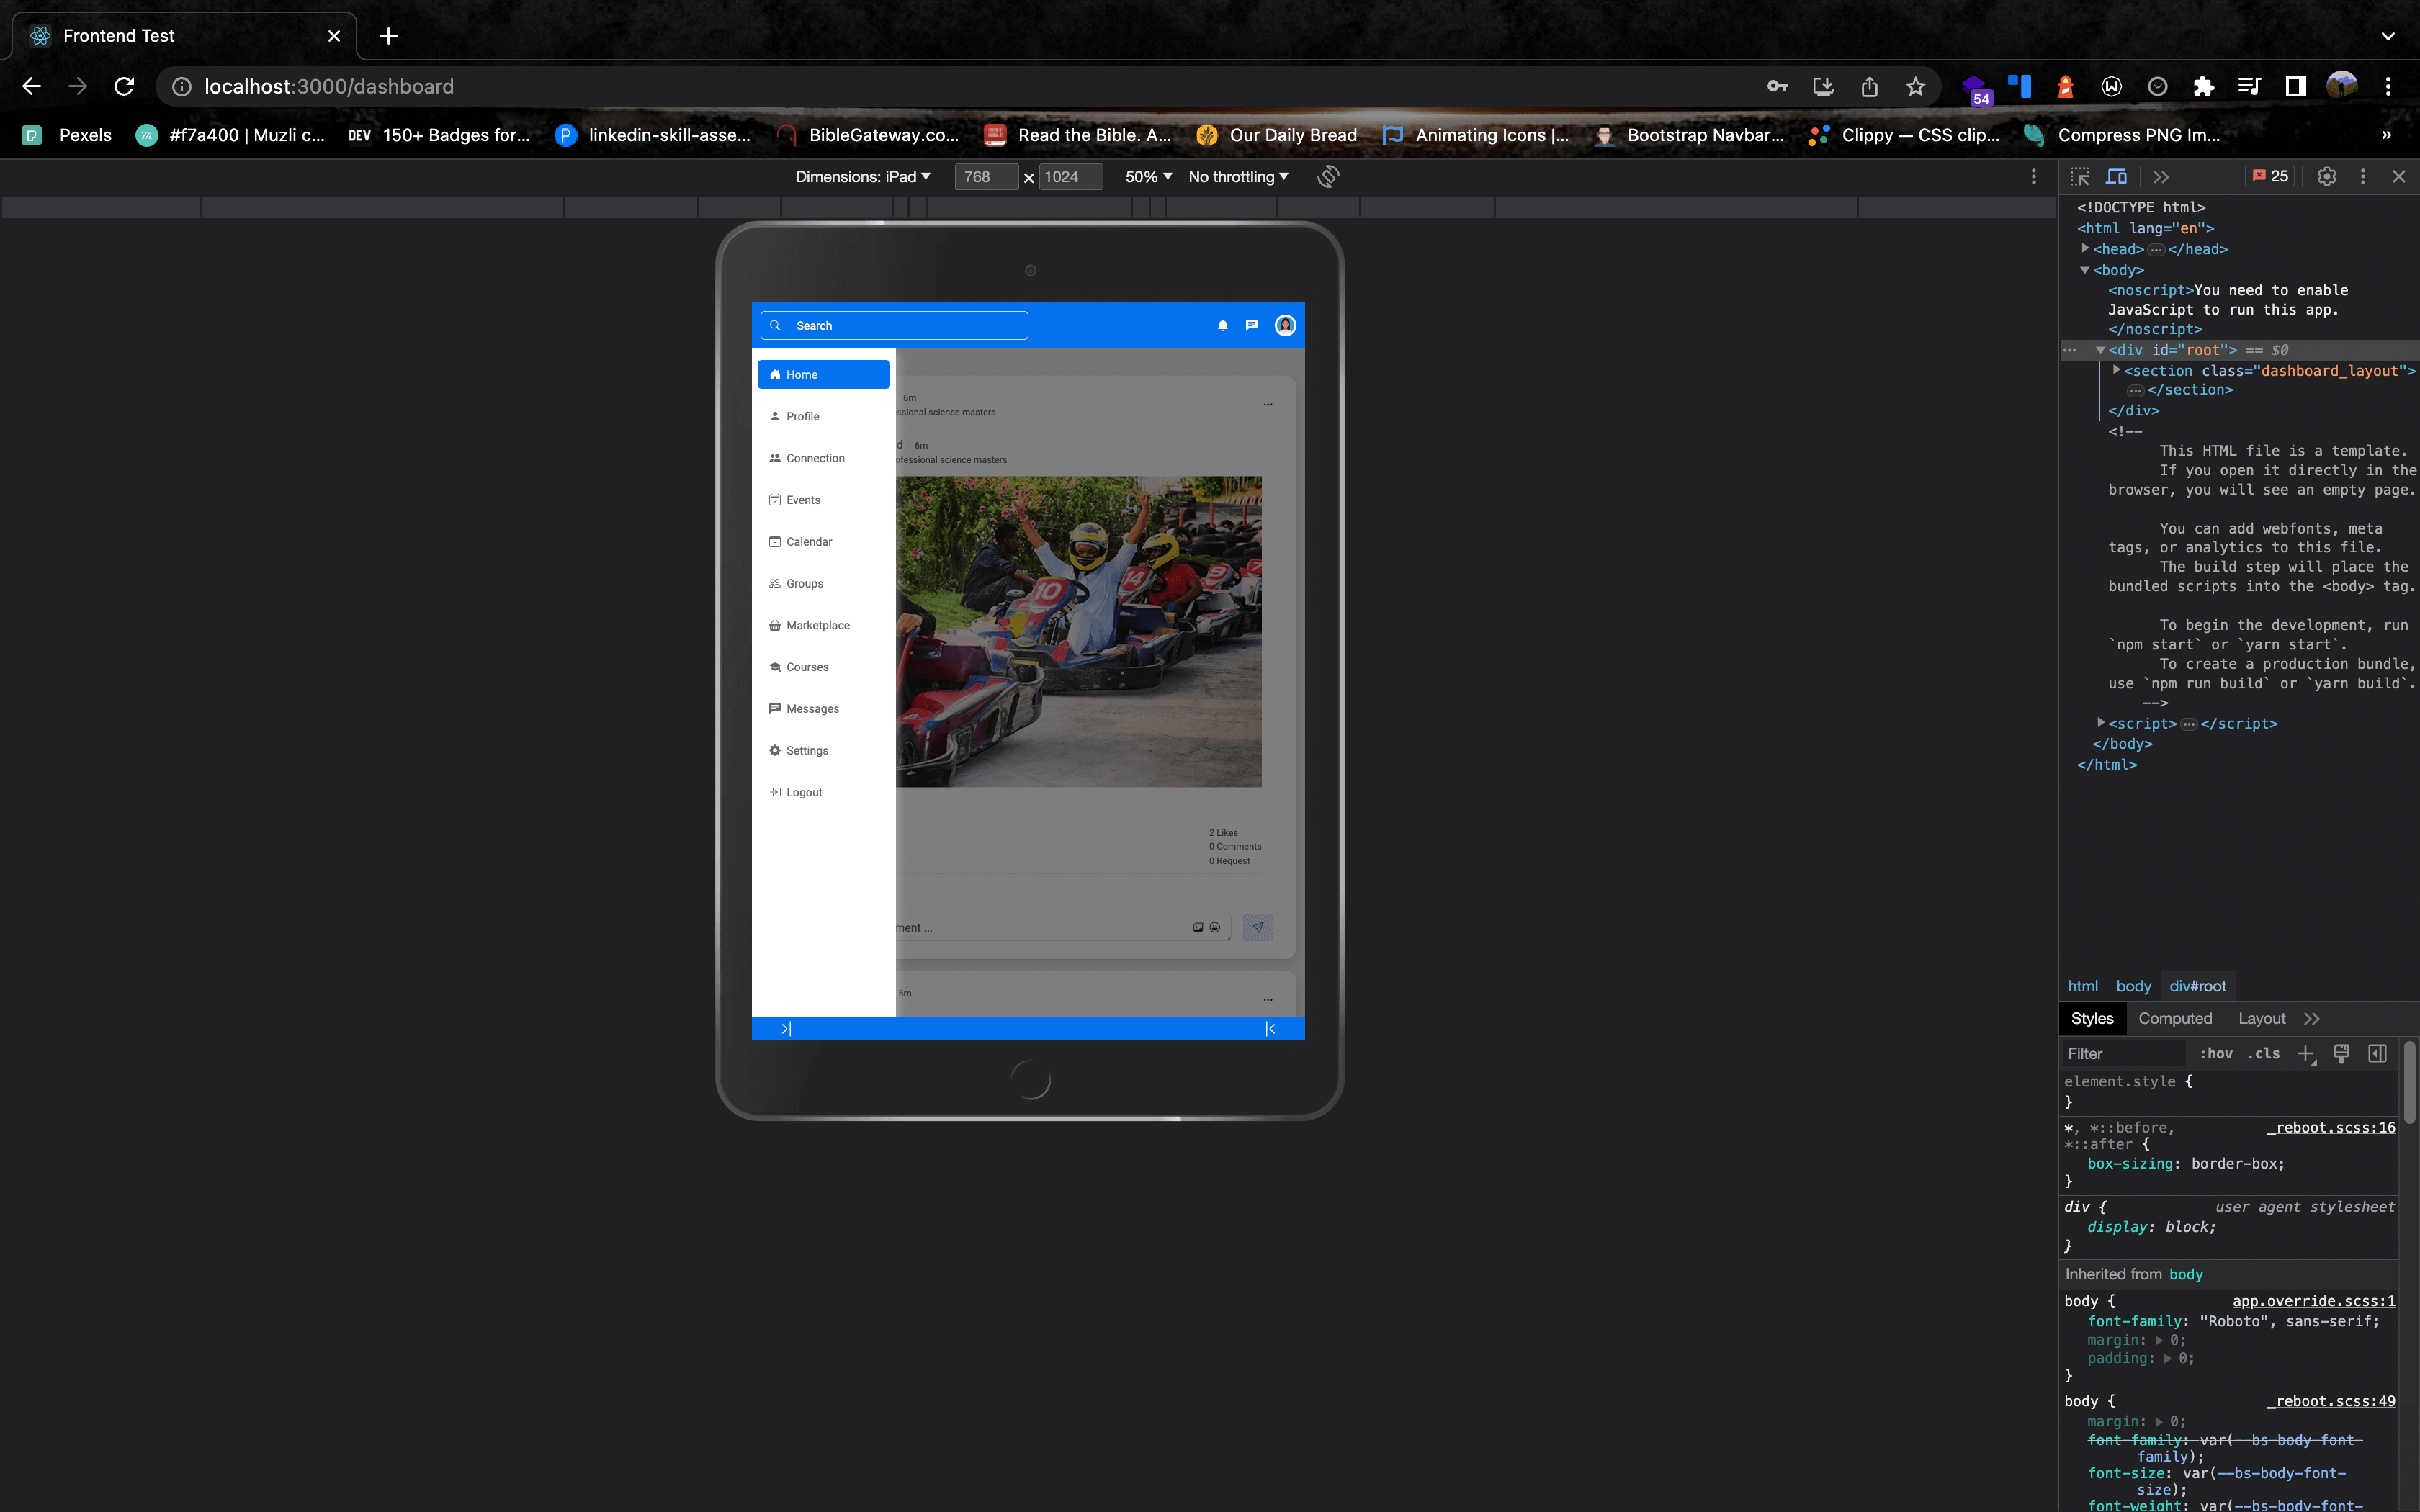 Frontend Test
localhost:3000/dashboard
54
Pexels
#f7a400 | Muzli c...
DEV 150+ Badges for...
linkedin-skill-asse...
BibleGateway.co...
Read the Bible. A...
Our Daily Bread
Animating Icons |...
Bootstrap Navbar...
Clippy — CSS clip...
Compress PNG Im...
»
Dimensions: iPad 768 × 1024 50% No throttling
25
Search
Home
Profile
Connection
Events
Calendar
Groups
Marketplace
Courses
Messages
Settings
Logout
6m
ssional science masters
...
d 6m
ofessional science masters
10
14
9
7
2 Likes
0 Comments
0 Request
ment ...
6m
...
<!DOCTYPE html>
<html lang="en">
<head>…</head>
<body>
<noscript>You need to enable
JavaScript to run this app.
</noscript>
<div id="root"> == $0
<section class="dashboard_layout">
…</section>
</div>
<!--
This HTML file is a template.
If you open it directly in the
browser, you will see an empty page.
You can add webfonts, meta
tags, or analytics to this file.
The build step will place the
bundled scripts into the <body> tag.
To begin the development, run
`npm start` or `yarn start`.
To create a production bundle,
use `npm run build` or `yarn build`.
-->
<script>…</script>
</body>
</html>
html body div#root
Styles Computed Layout
Filter :hov .cls
element.style {
}
*, *::before, _reboot.scss:16
*::after {
box-sizing: border-box;
}
div { user agent stylesheet
display: block;
}
Inherited from body
body { app.override.scss:1
font-family: "Roboto", sans-serif;
margin: 0;
padding: 0;
}
body { _reboot.scss:49
margin: 0;
font-family: var(--bs-body-font-
family);
font-size: var(--bs-body-font-
size);
font-weight: var(--bs-body-font-